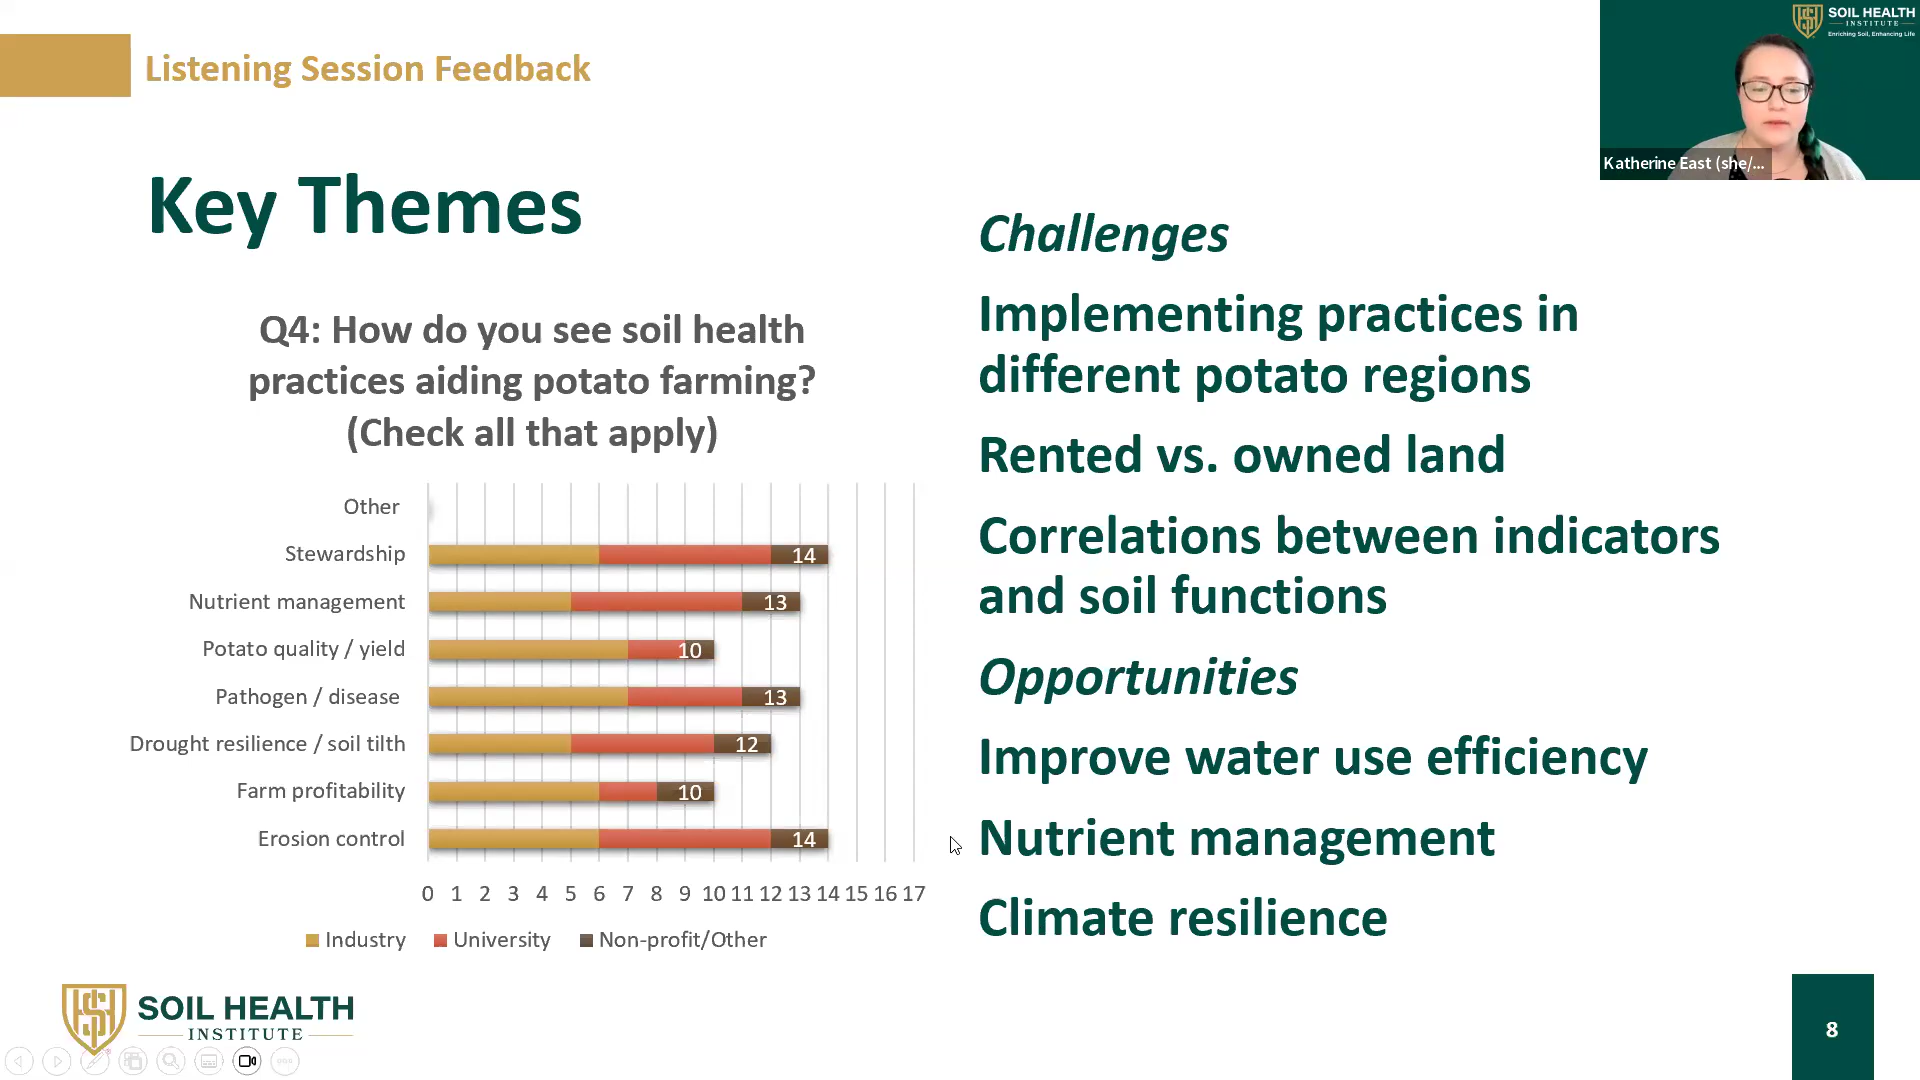 Listening Session Feedback
SOIL HEALTH
INSTITUTE
Enriching Soil, Enhancing Life
Katherine East (she/...
Key Themes
Q4: How do you see soil health
practices aiding potato farming?
(Check all that apply)
Other
Stewardship 14
Nutrient management 13
Potato quality / yield 10
Pathogen / disease 13
Drought resilience / soil tilth 12
Farm profitability 10
Erosion control 14
0 1 2 3 4 5 6 7 8 9 10 11 12 13 14 15 16 17
Industry University Non-profit/Other
Challenges
Implementing practices in
different potato regions
Rented vs. owned land
Correlations between indicators
and soil functions
Opportunities
Improve water use efficiency
Nutrient management
Climate resilience
SOIL HEALTH
INSTITUTE
8